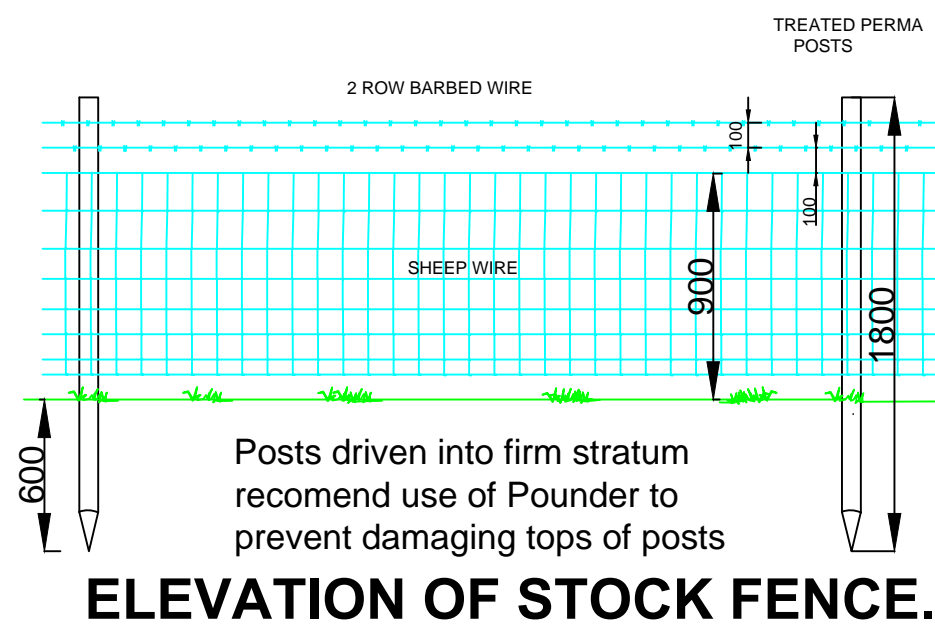 TREATED PERMA
POSTS
2 ROW BARBED WIRE
100
100
SHEEP WIRE
900
1800
600
Posts driven into firm stratum
recomend use of Pounder to
prevent damaging tops of posts
ELEVATION OF STOCK FENCE.